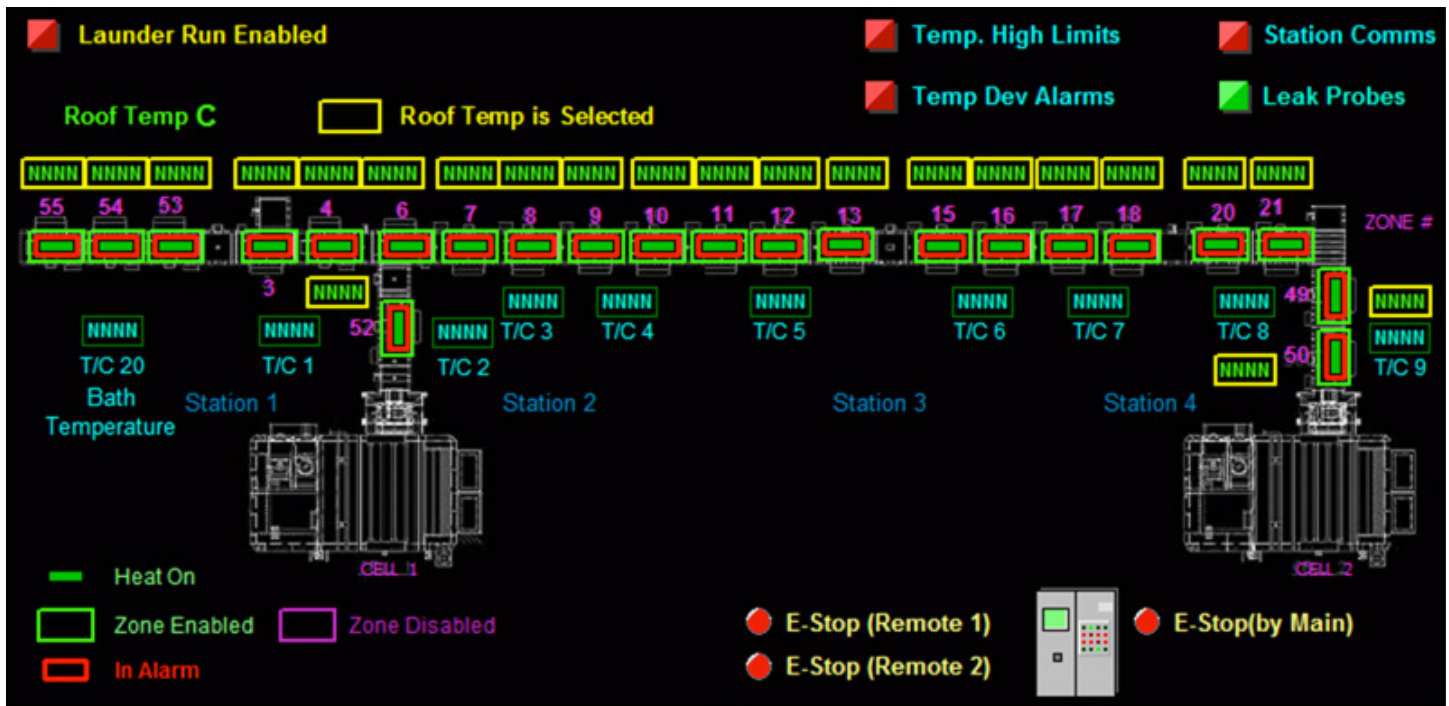 Launder Run Enabled
Temp. High Limits
Station Comms
Temp Dev Alarms
Leak Probes
Roof Temp C
Roof Temp is Selected
NNNN NNNN NNNN NNNN NNNN NNNN NNNN NNNN NNNN NNNN NNNN NNNN NNNN NNNN NNNN NNNN NNNN NNNN NNNN
55 54 53 4 6 7 8 9 10 11 12 13 15 16 17 18 20 21
ZONE #
3
NNNN
NNNN NNNN NNNN NNNN NNNN NNNN
49
NNNN
NNNN NNNN
52
NNNN
T/C 3 T/C 4 T/C 5 T/C 6 T/C 7 T/C 8
NNNN
T/C 20 T/C 1 T/C 2
50
NNNN
T/C 9
Bath
Temperature
Station 1 Station 2 Station 3 Station 4
CELL 1
CELL 2
Heat On
Zone Enabled
Zone Disabled
In Alarm
E-Stop (Remote 1)
E-Stop(by Main)
E-Stop (Remote 2)